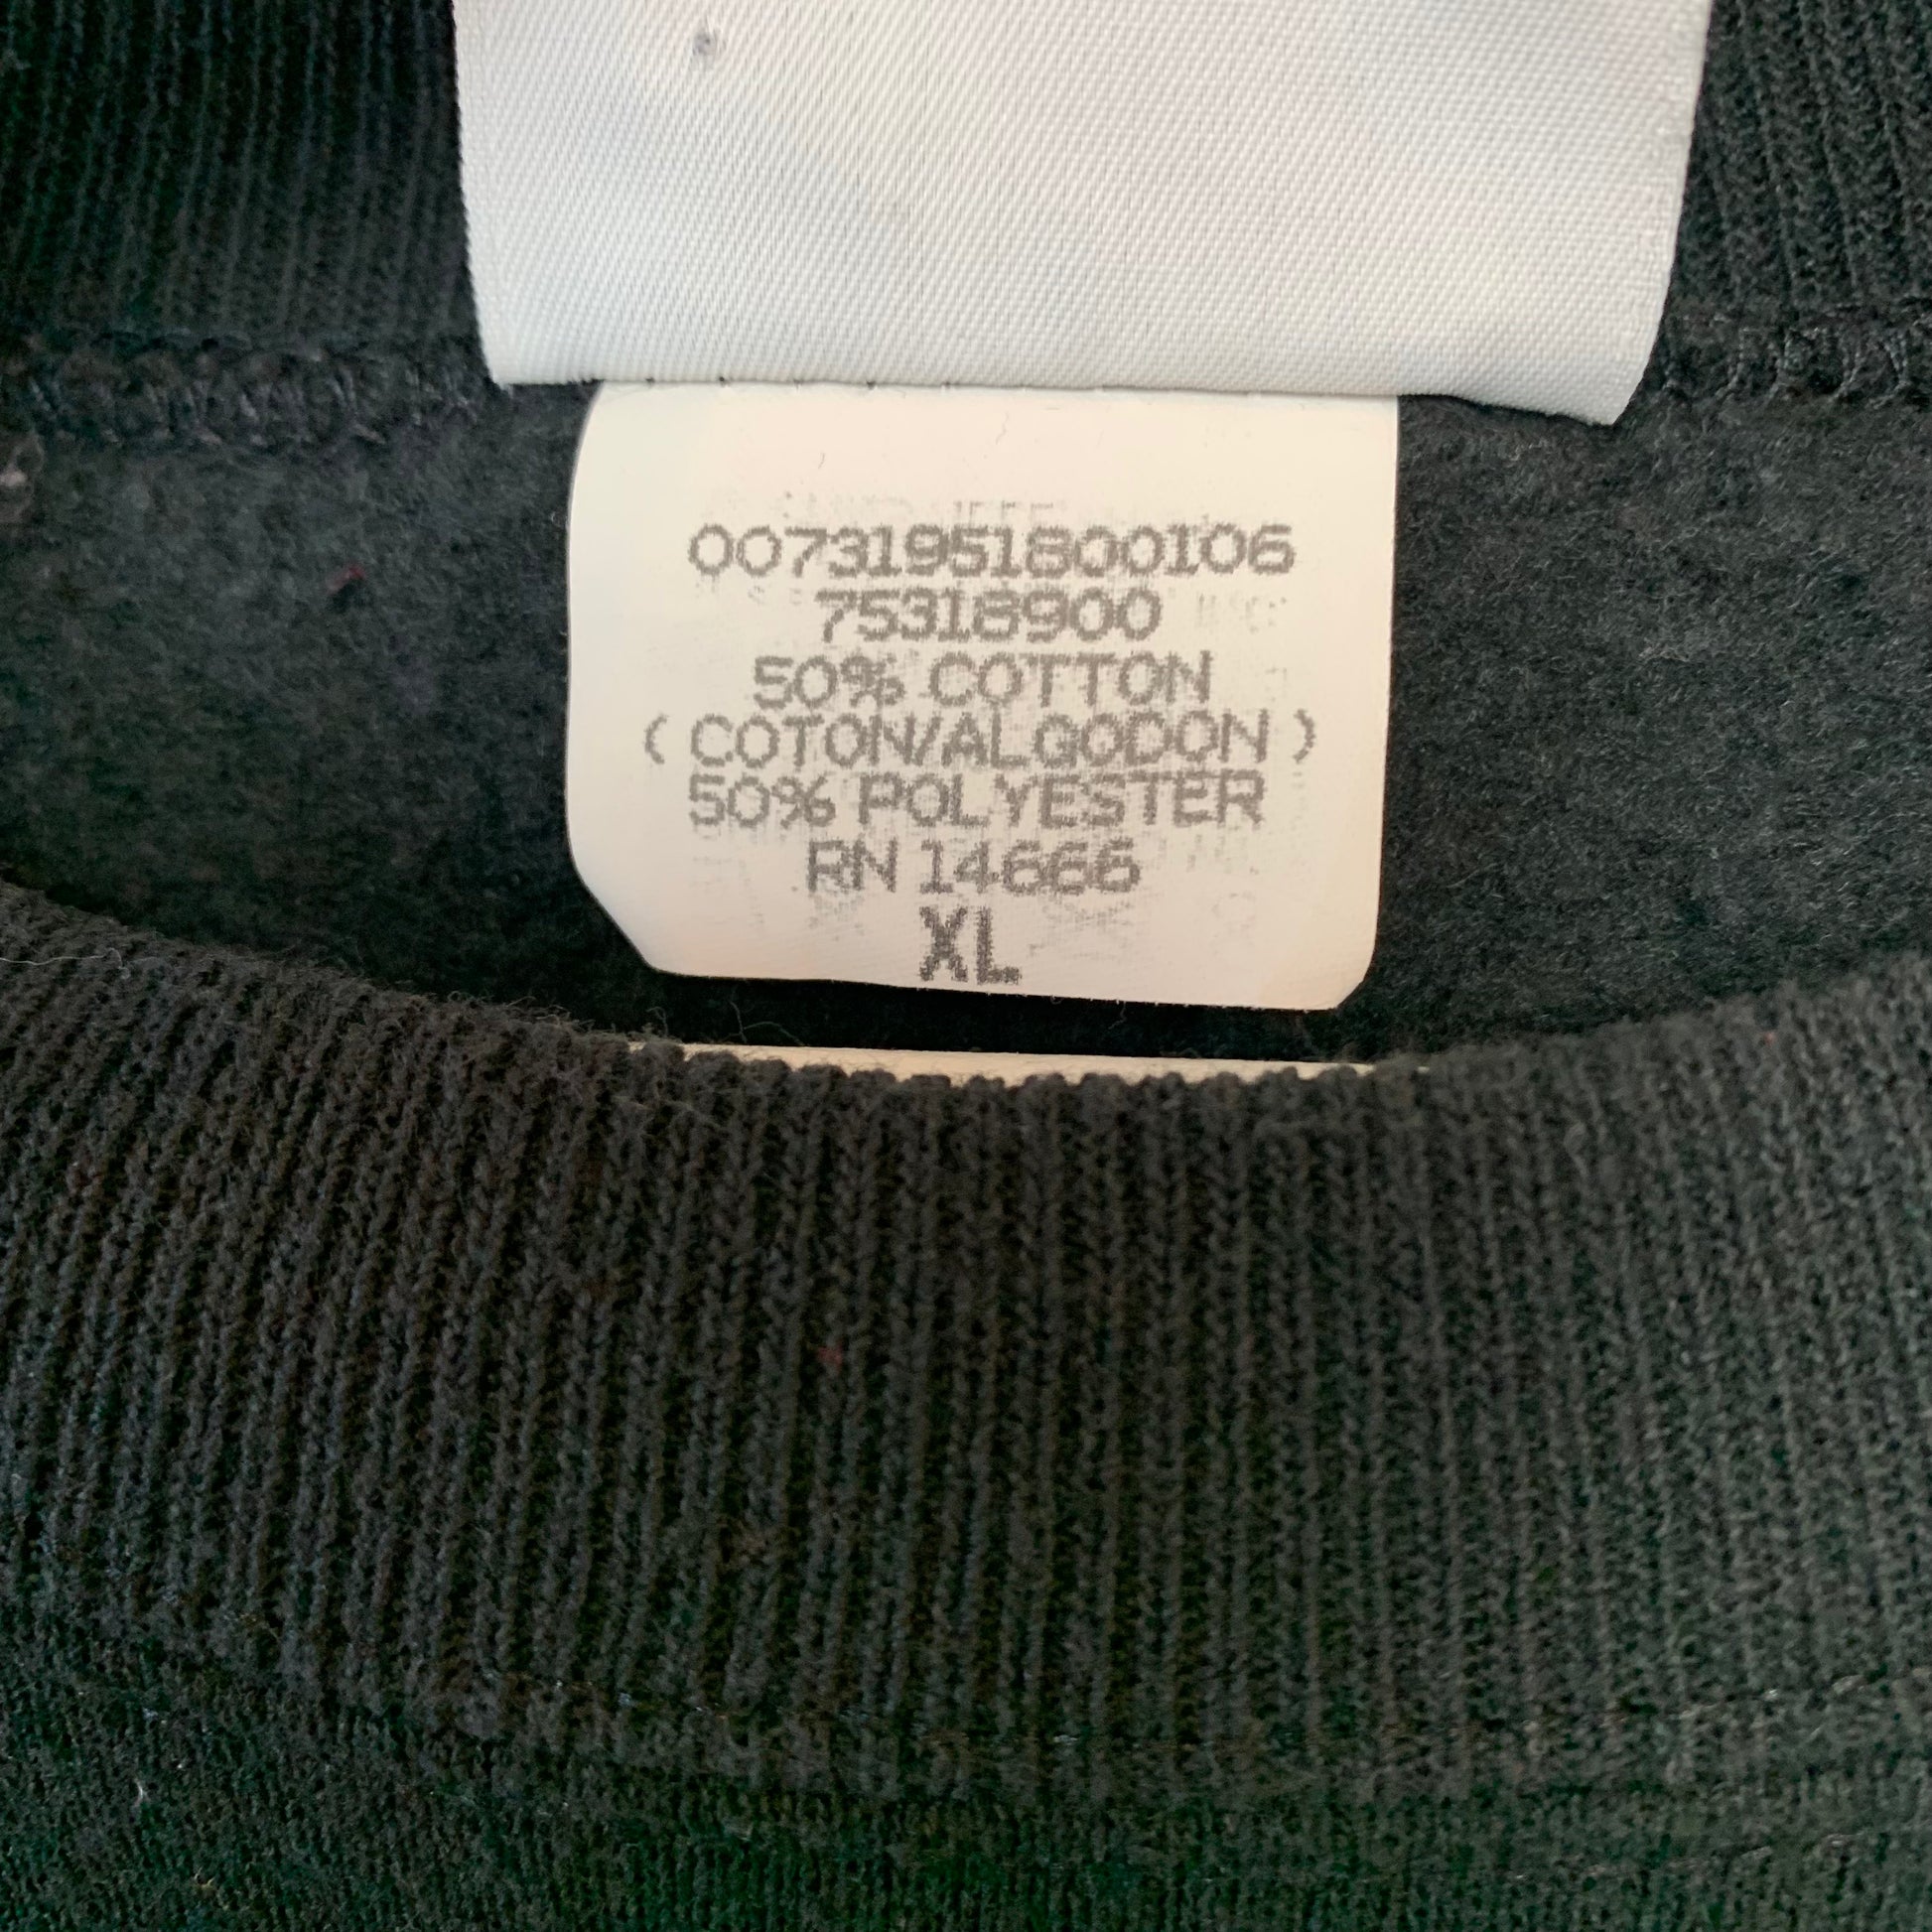 00731951800106
75318900
50% COTTON
( COTON/ALGODON )
50% POLYESTER
RN 14666
XL